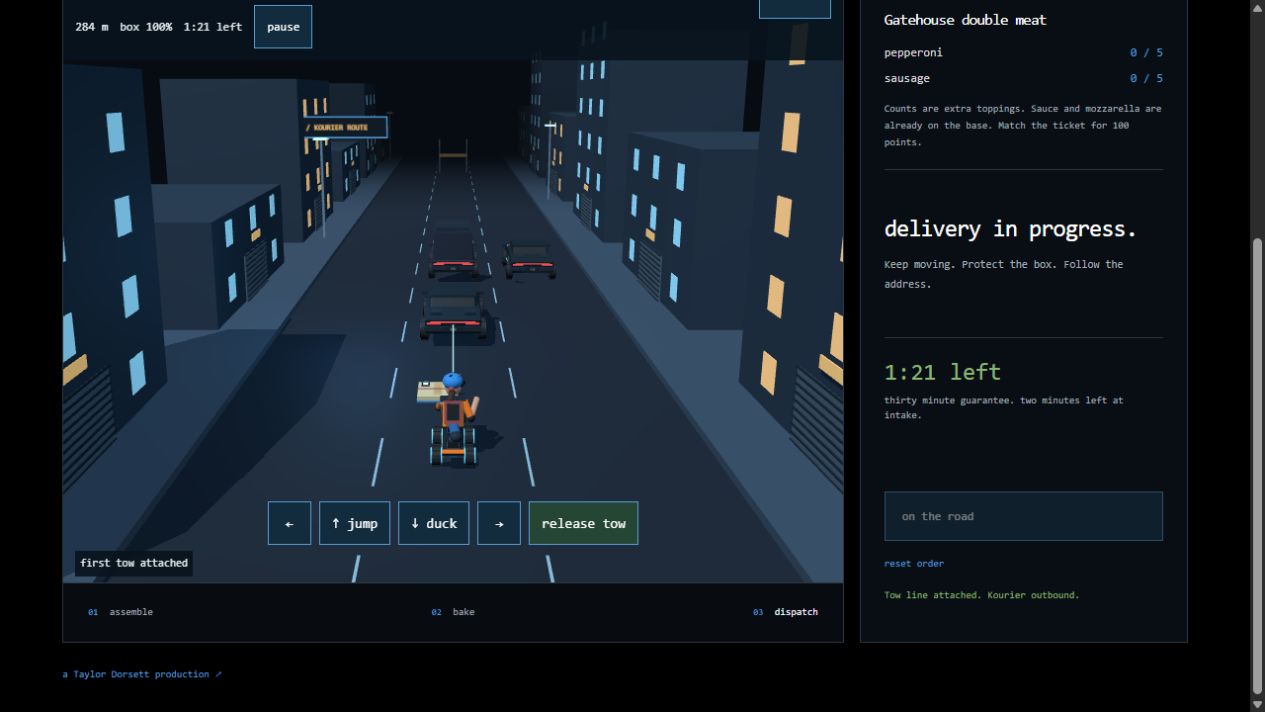 284 m box 100% 1:21 left pause
/ KOURIER ROUTE
← ↑ jump ↓ duck → release tow
first tow attached
01 assemble 02 bake 03 dispatch
Gatehouse double meat
pepperoni 0 / 5
sausage 0 / 5
Counts are extra toppings. Sauce and mozzarella are
already on the base. Match the ticket for 100
points.
delivery in progress.
Keep moving. Protect the box. Follow the
address.
1:21 left
thirty minute guarantee. two minutes left at
intake.
on the road
reset order
Tow line attached. Kourier outbound.
a Taylor Dorsett production ↗